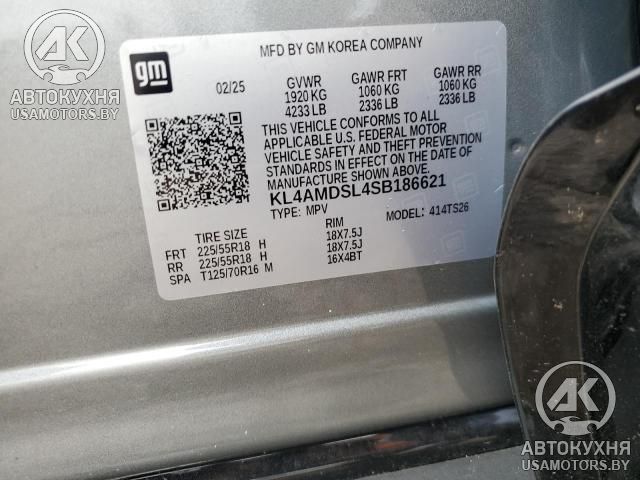 AK
АВТОКУХНЯ
USAMOTORS.BY
gm
MFD BY GM KOREA COMPANY
02/25
GVWR GAWR FRT GAWR RR
1920 KG 1060 KG 1060 KG
4233 LB 2336 LB 2336 LB
THIS VEHICLE CONFORMS TO ALL
APPLICABLE U.S. FEDERAL MOTOR
VEHICLE SAFETY AND THEFT PREVENTION
STANDARDS IN EFFECT ON THE DATE OF
MANUFACTURE SHOWN ABOVE.
KL4AMDSL4SB186621
TYPE: MPV MODEL: 414TS26
TIRE SIZE RIM
FRT 225/55R18 H 18X7.5J
RR 225/55R18 H 18X7.5J
SPA T125/70R16 M 16X4BT
AK
АВТОКУХНЯ
USAMOTORS.BY